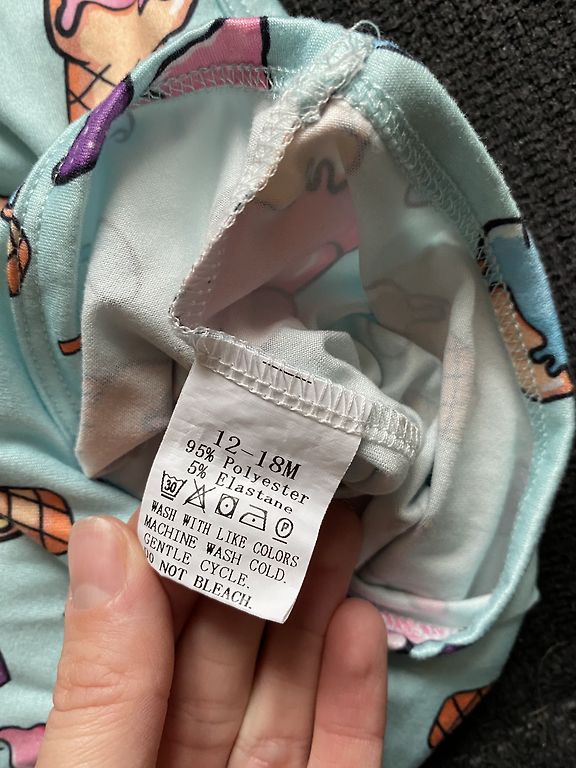 12-18M
95% Polyester
5% Elastane
30 P
WASH WITH LIKE COLORS
MACHINE WASH COLD.
GENTLE CYCLE.
DO NOT BLEACH.